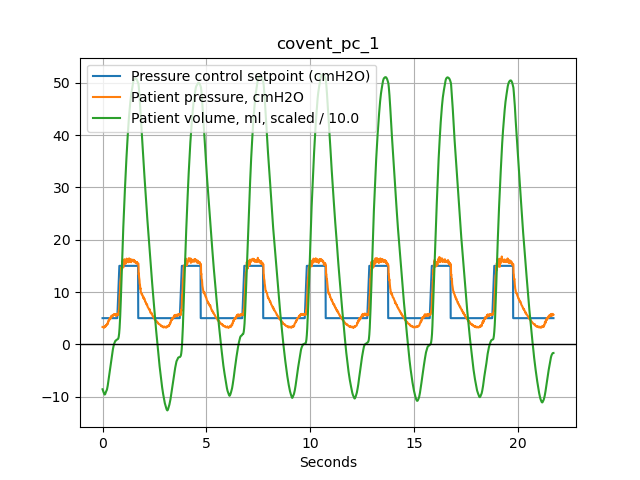 covent_pc_1
Pressure control setpoint (cmH2O)
Patient pressure, cmH2O
Patient volume, ml, scaled / 10.0
50
40
30
20
10
0
−10
0 5 10 15 20
Seconds